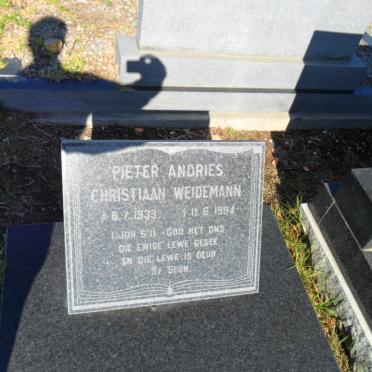 PIETER ANDRIES
CHRISTIAAN WEIDEMANN
* 6.7.1933 † 11.6.1994
1 JOH 5:11 - GOD HET ONS
DIE EWIGE LEWE GEGEE
EN DIE LEWE IS DEUR
SY SEUN.